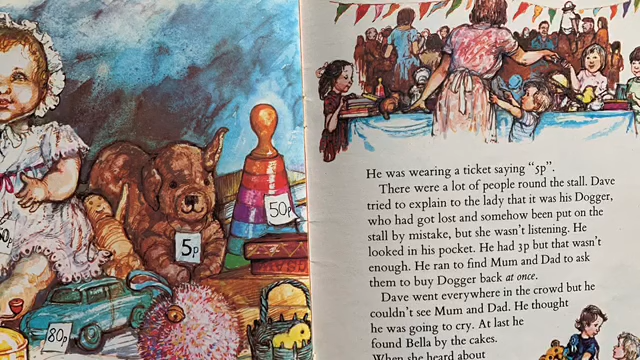 5p
50p
80p
He was wearing a ticket saying "5p".
There were a lot of people round the stall. Dave
tried to explain to the lady that it was his Dogger,
who had got lost and somehow been put on the
stall by mistake, but she wasn't listening. He
looked in his pocket. He had 3p but that wasn't
enough. He ran to find Mum and Dad to ask
them to buy Dogger back at once.
Dave went everywhere in the crowd but he
couldn't see Mum and Dad. He thought
he was going to cry. At last he
found Bella by the cakes.
When she heard about